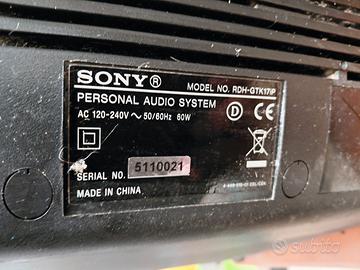 SONY®
MODEL NO. RDH-GTK17iP
PERSONAL AUDIO SYSTEM
AC 120-240V ~ 50/60Hz 60W
SERIAL NO. 5110021
MADE IN CHINA
subito